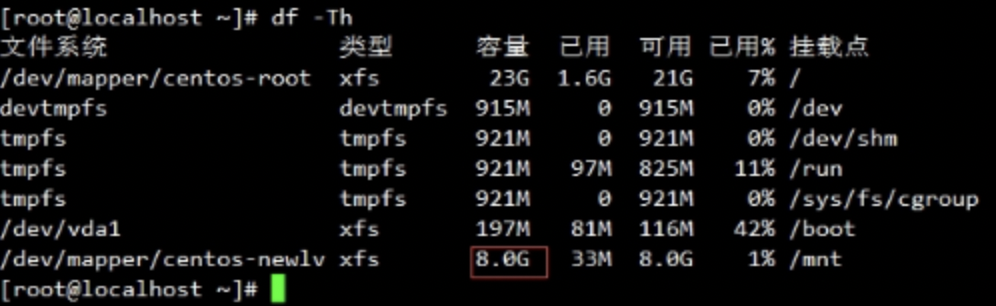 [root@localhost ~]# df -Th
文件系统 类型 容量 已用 可用 已用% 挂载点
/dev/mapper/centos-root xfs 23G 1.6G 21G 7% /
devtmpfs devtmpfs 915M 0 915M 0% /dev
tmpfs tmpfs 921M 0 921M 0% /dev/shm
tmpfs tmpfs 921M 97M 825M 11% /run
tmpfs tmpfs 921M 0 921M 0% /sys/fs/cgroup
/dev/vda1 xfs 197M 81M 116M 42% /boot
/dev/mapper/centos-newlv xfs 8.0G 33M 8.0G 1% /mnt
[root@localhost ~]#